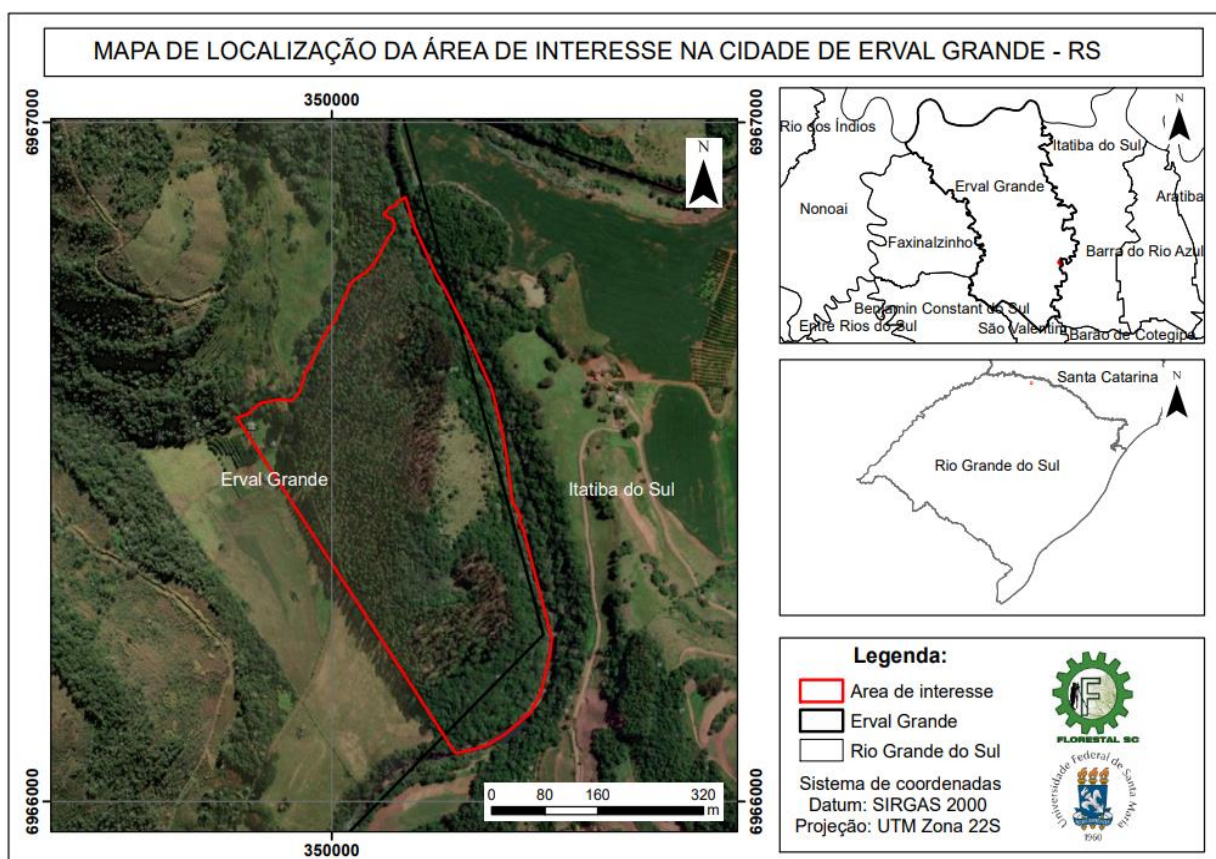 MAPA DE LOCALIZAÇÃO DA ÁREA DE INTERESSE NA CIDADE DE ERVAL GRANDE - RS
350000
6967000
6967000
N
Erval Grande
Itatiba do Sul
0 80 160 320
m
6966000
6966000
350000
N
Rio dos Índios
Itatiba do Sul
Erval Grande
Aratiba
Nonoai
Faxinalzinho
Barra do Rio Azul
Benjamin Constant do Sul
Entre Rios do Sul
São Valentim
Barão de Cotegipe
Santa Catarina
N
Rio Grande do Sul
Legenda:
Area de interesse
Erval Grande
Rio Grande do Sul
Sistema de coordenadas
Datum: SIRGAS 2000
Projeção: UTM Zona 22S
F
FLORESTAL SC
Universidade Federal de Santa Maria
1960